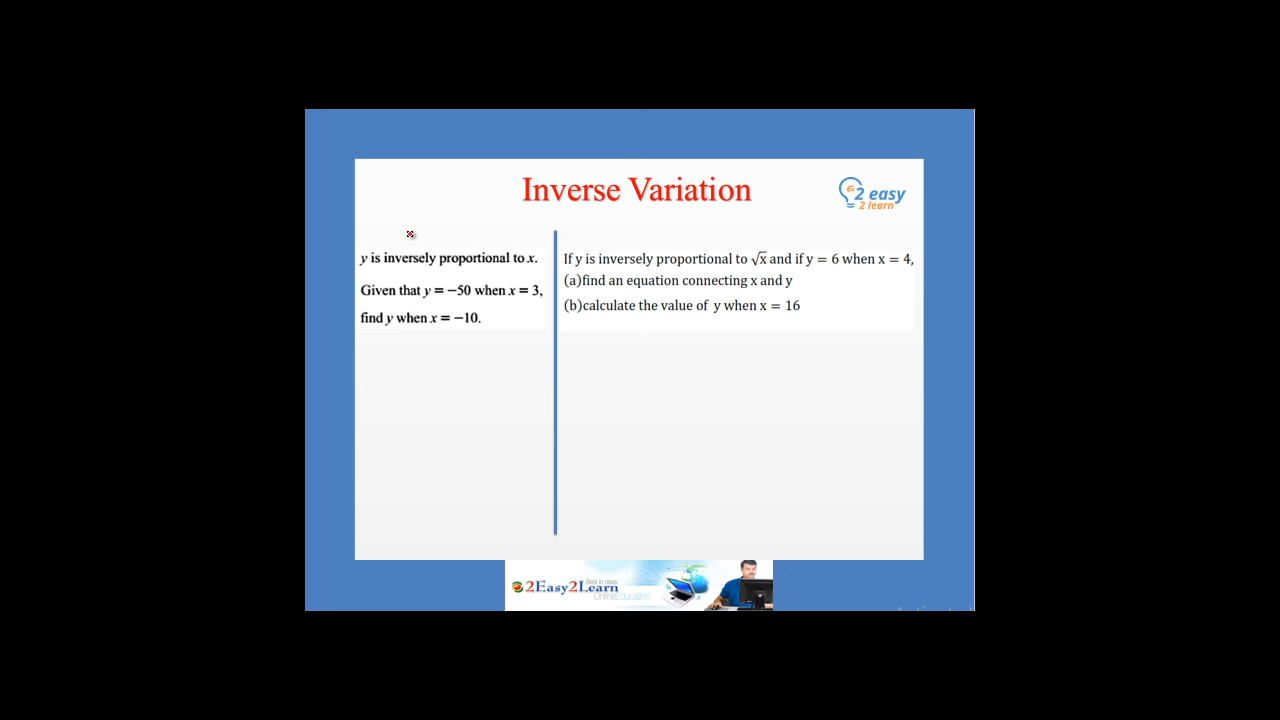 Inverse Variation
2 easy
2 learn
y is inversely proportional to x.
Given that y = −50 when x = 3,
find y when x = −10.
If y is inversely proportional to √x and if y = 6 when x = 4,
(a)find an equation connecting x and y
(b)calculate the value of y when x = 16
Best in class
2Easy2Learn
Online Education